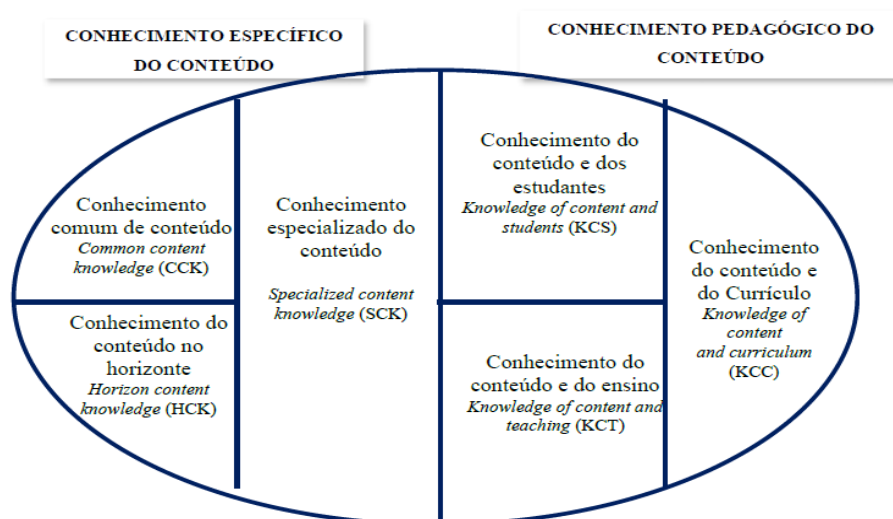 CONHECIMENTO ESPECÍFICO
DO CONTEÚDO
CONHECIMENTO PEDAGÓGICO DO
CONTEÚDO
Conhecimento
comum de conteúdo
Common content
knowledge (CCK)
Conhecimento do
conteúdo no
horizonte
Horizon content
knowledge (HCK)
Conhecimento
especializado do
conteúdo
Specialized content
knowledge (SCK)
Conhecimento do
conteúdo e dos
estudantes
Knowledge of content and
students (KCS)
Conhecimento do
conteúdo e do ensino
Knowledge of content and
teaching (KCT)
Conhecimento
do conteúdo e
do Currículo
Knowledge of
content
and curriculum
(KCC)